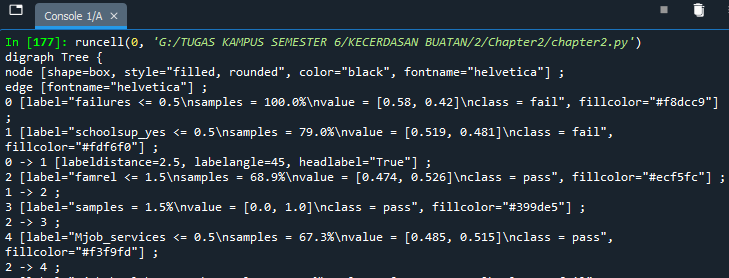 Console 1/A
In [177]: runcell(0, 'G:/TUGAS KAMPUS SEMESTER 6/KECERDASAN BUATAN/2/Chapter2/chapter2.py')
digraph Tree {
node [shape=box, style="filled, rounded", color="black", fontname="helvetica"] ;
edge [fontname="helvetica"] ;
0 [label="failures <= 0.5\nsamples = 100.0%\nvalue = [0.58, 0.42]\nclass = fail", fillcolor="#f8dcc9"]
;
1 [label="schoolsup_yes <= 0.5\nsamples = 79.0%\nvalue = [0.519, 0.481]\nclass = fail",
fillcolor="#fdf6f0"] ;
0 -> 1 [labeldistance=2.5, labelangle=45, headlabel="True"] ;
2 [label="famrel <= 1.5\nsamples = 68.9%\nvalue = [0.474, 0.526]\nclass = pass", fillcolor="#ecf5fc"] ;
1 -> 2 ;
3 [label="samples = 1.5%\nvalue = [0.0, 1.0]\nclass = pass", fillcolor="#399de5"] ;
2 -> 3 ;
4 [label="Mjob_services <= 0.5\nsamples = 67.3%\nvalue = [0.485, 0.515]\nclass = pass",
fillcolor="#f3f9fd"] ;
2 -> 4 ;